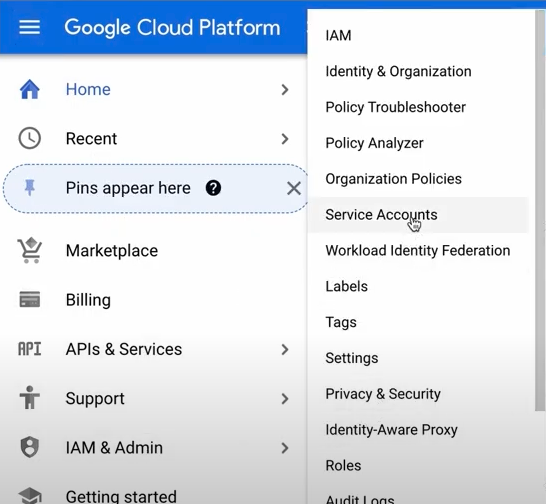 Google Cloud Platform
Home
Recent
Pins appear here ?
Marketplace
Billing
API APIs & Services
Support
IAM & Admin
Getting started
IAM
Identity & Organization
Policy Troubleshooter
Policy Analyzer
Organization Policies
Service Accounts
Workload Identity Federation
Labels
Tags
Settings
Privacy & Security
Identity-Aware Proxy
Roles
Audit Logs